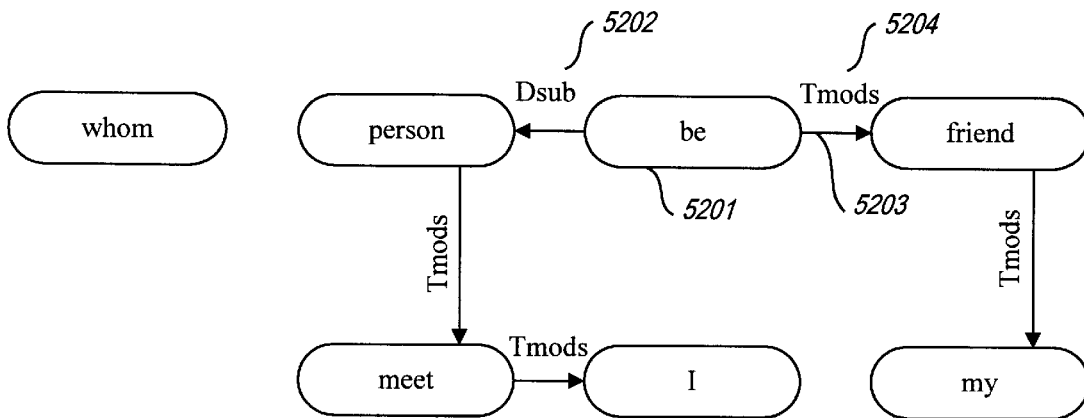 5202
5204
Dsub
Tmods
whom
person
be
friend
5201
5203
Tmods
Tmods
Tmods
meet
I
my